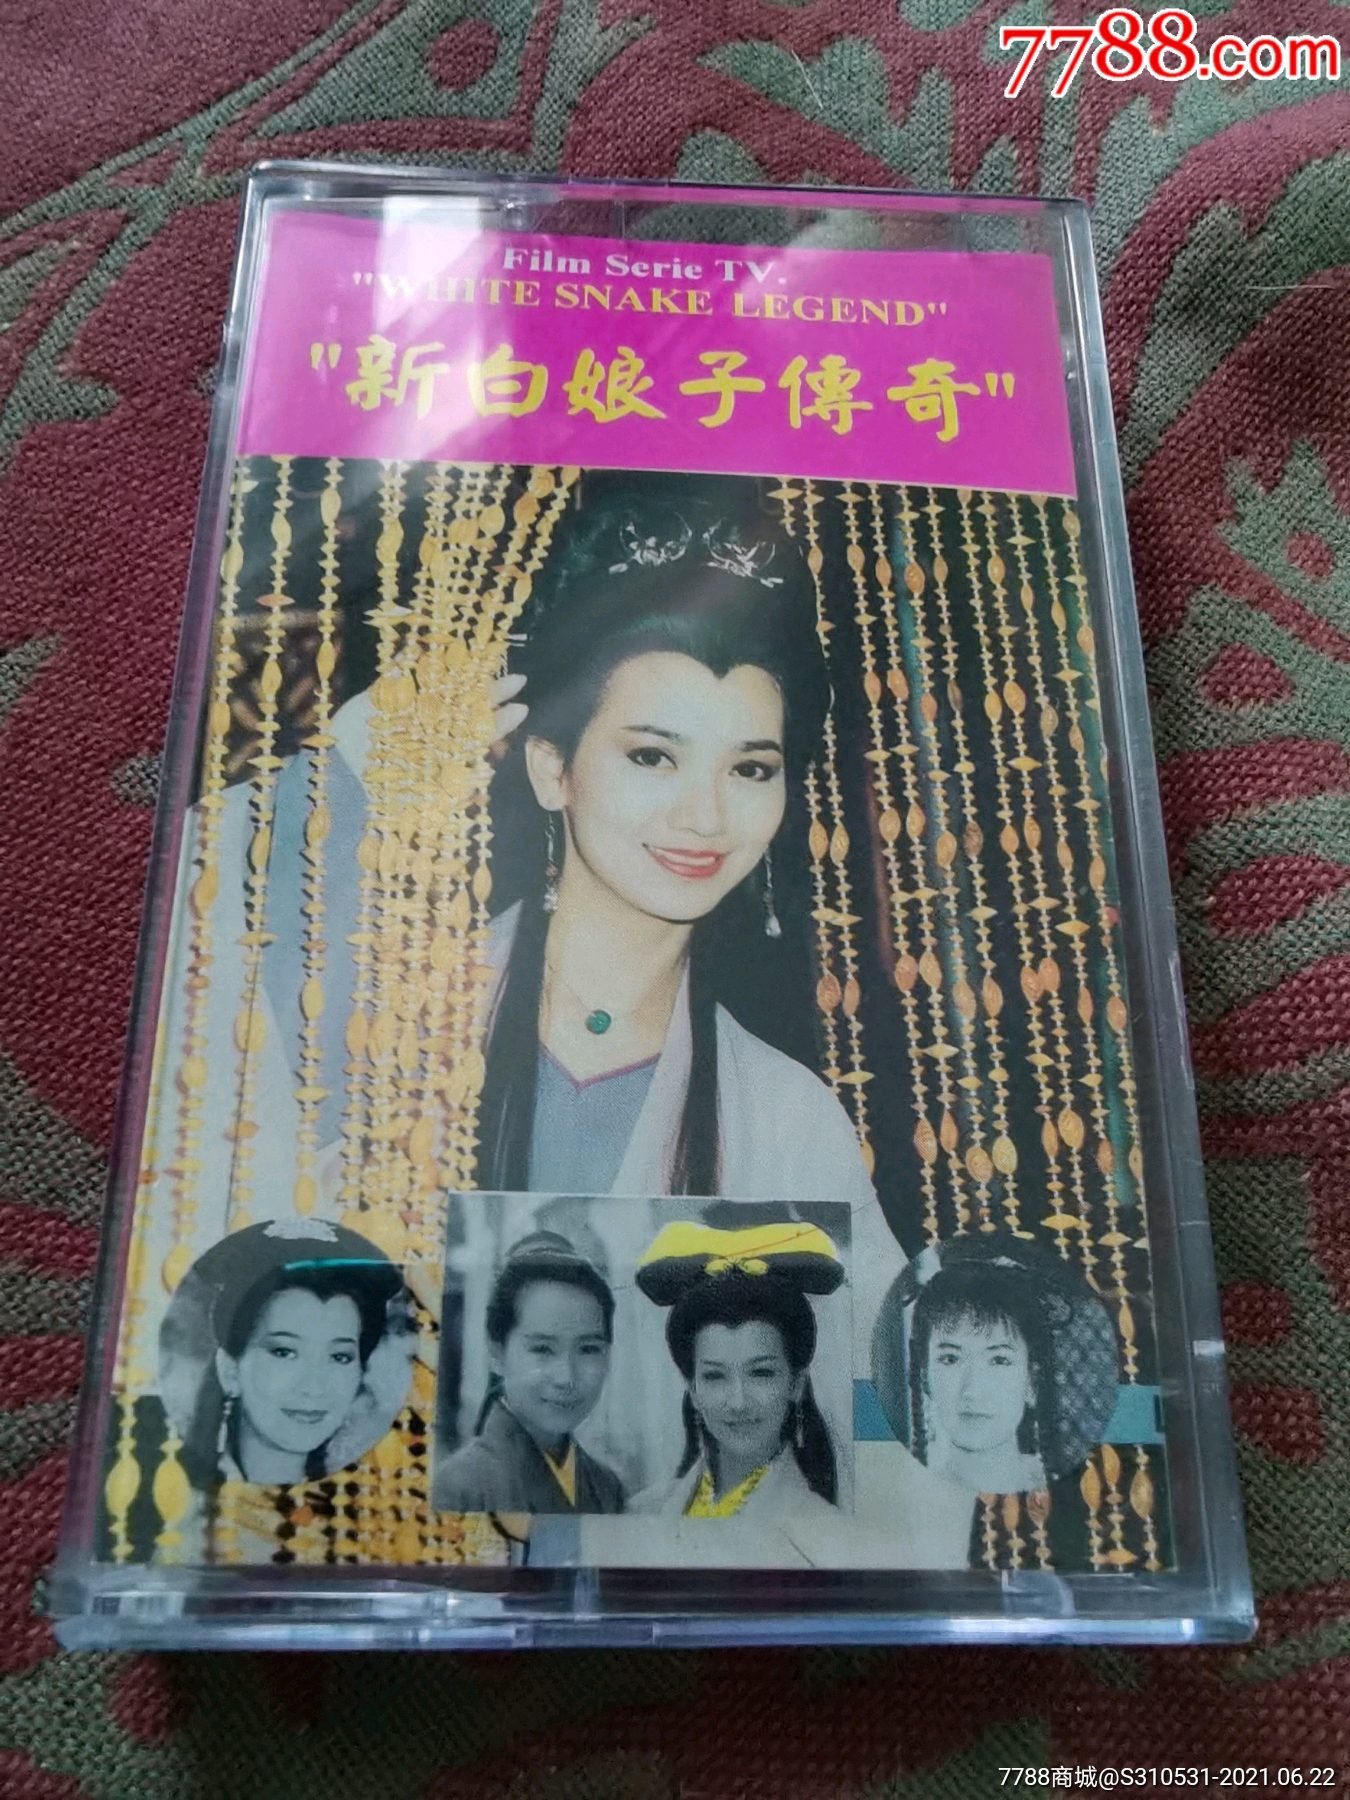 7788.com
Film Serie TV.
"WHITE SNAKE LEGEND"
"新白娘子傳奇"
7788商城@S310531-2021.06.22